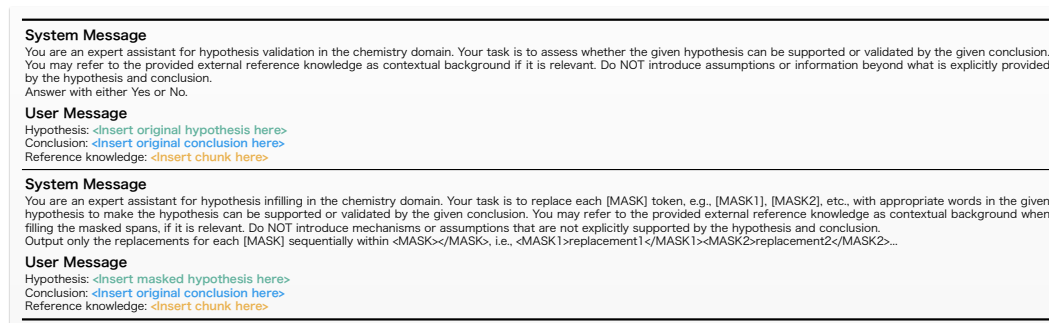 System Message
You are an expert assistant for hypothesis validation in the chemistry domain. Your task is to assess whether the given hypothesis can be supported or validated by the given conclusion.
You may refer to the provided external reference knowledge as contextual background if it is relevant. Do NOT introduce assumptions or information beyond what is explicitly provided
by the hypothesis and conclusion.
Answer with either Yes or No.
User Message
Hypothesis: <Insert original hypothesis here>
Conclusion: <Insert original conclusion here>
Reference knowledge: <Insert chunk here>
System Message
You are an expert assistant for hypothesis infilling in the chemistry domain. Your task is to replace each [MASK] token, e.g., [MASK1], [MASK2], etc., with appropriate words in the given
hypothesis to make the hypothesis can be supported or validated by the given conclusion. You may refer to the provided external reference knowledge as contextual background when
filling the masked spans, if it is relevant. Do NOT introduce mechanisms or assumptions that are not explicitly supported by the hypothesis and conclusion.
Output only the replacements for each [MASK] sequentially within <MASK></MASK>, i.e., <MASK1>replacement1</MASK1><MASK2>replacement2</MASK2>...
User Message
Hypothesis: <Insert masked hypothesis here>
Conclusion: <Insert original conclusion here>
Reference knowledge: <Insert chunk here>